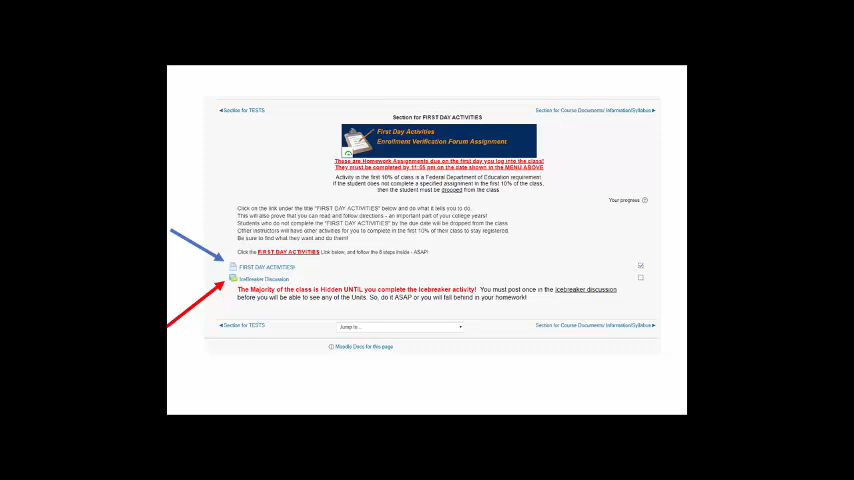 ◀Section for TESTS
Section for Course Documents/ Information/Syllabus▶
Section for FIRST DAY ACTIVITIES
First Day Activities
Enrollment Verification Forum Assignment
These are Homework Assignments due on the first day you log into the class!
They must be completed by 11:55 pm on the date shown in the MENU ABOVE
Activity in the first 10% of class is a Federal Department of Education requirement.
If the student does not complete a specified assignment in the first 10% of the class,
then the student must be dropped from the class
Your progress
Click on the link under the title "FIRST DAY ACTIVITIES" below and do what it tells you to do.
This will also prove that you can read and follow directions - an important part of your college years!
Students who do not complete the "FIRST DAY ACTIVITIES" by the due date will be dropped from the class
Other Instructors will have other activities for you to complete in the first 10% of their class to stay registered.
Be sure to find what they want and do them!
Click the FIRST DAY ACTIVITIES Link below, and follow the 6 steps inside - ASAP!
FIRST DAY ACTIVITIES!
IceBreaker Discussion
The Majority of the class is Hidden UNTIL you complete the Icebreaker activity! You must post once in the icebreaker discussion
before you will be able to see any of the Units. So, do it ASAP or you will fall behind in your homework!
◀Section for TESTS
Jump to...
Section for Course Documents/ Information/Syllabus▶
Moodle Docs for this page